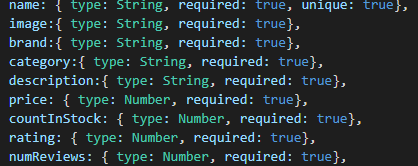 name: { type: String, required: true, unique: true},
image:{ type: String, required: true},
brand:{ type: String, required: true},
category:{ type: String, required: true},
description:{ type: String, required: true},
price: { type: Number, required: true},
countInStock: { type: Number, required: true},
rating: { type: Number, required: true},
numReviews: { type: Number, required: true}